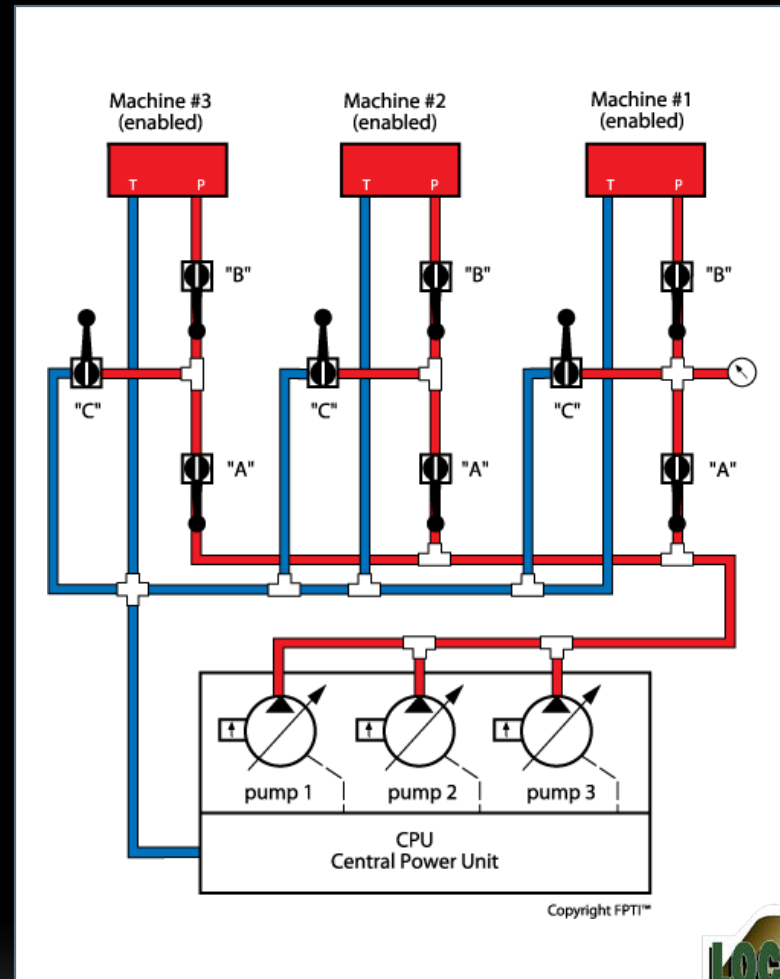 Machine #3
(enabled)
Machine #2
(enabled)
Machine #1
(enabled)
T P
T P
T P
"B"
"B"
"B"
"C"
"C"
"C"
"A"
"A"
"A"
pump 1
pump 2
pump 3
CPU
Central Power Unit
Copyright FPTI™